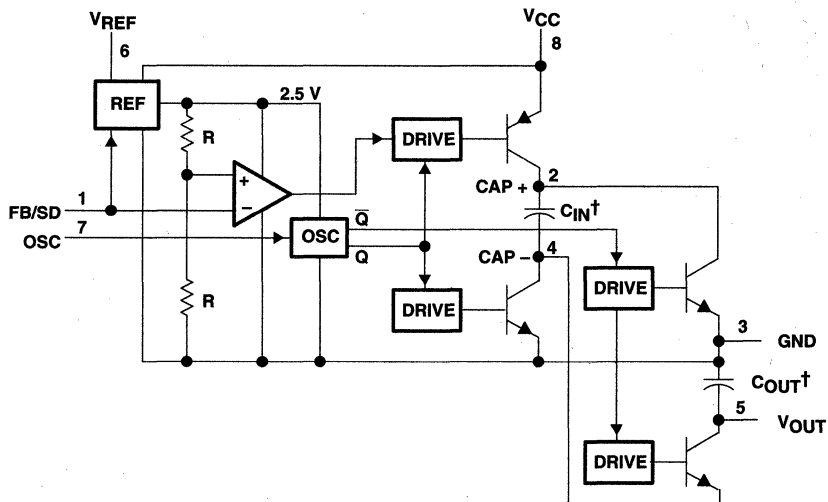 VREF
6
VCC
8
REF
2.5 V
R
DRIVE
+
−
1
FB/SD
7
OSC
OSC
Q̅
Q
CAP +
2
CIN†
CAP −
4
R
DRIVE
DRIVE
3
GND
COUT†
5
VOUT
DRIVE